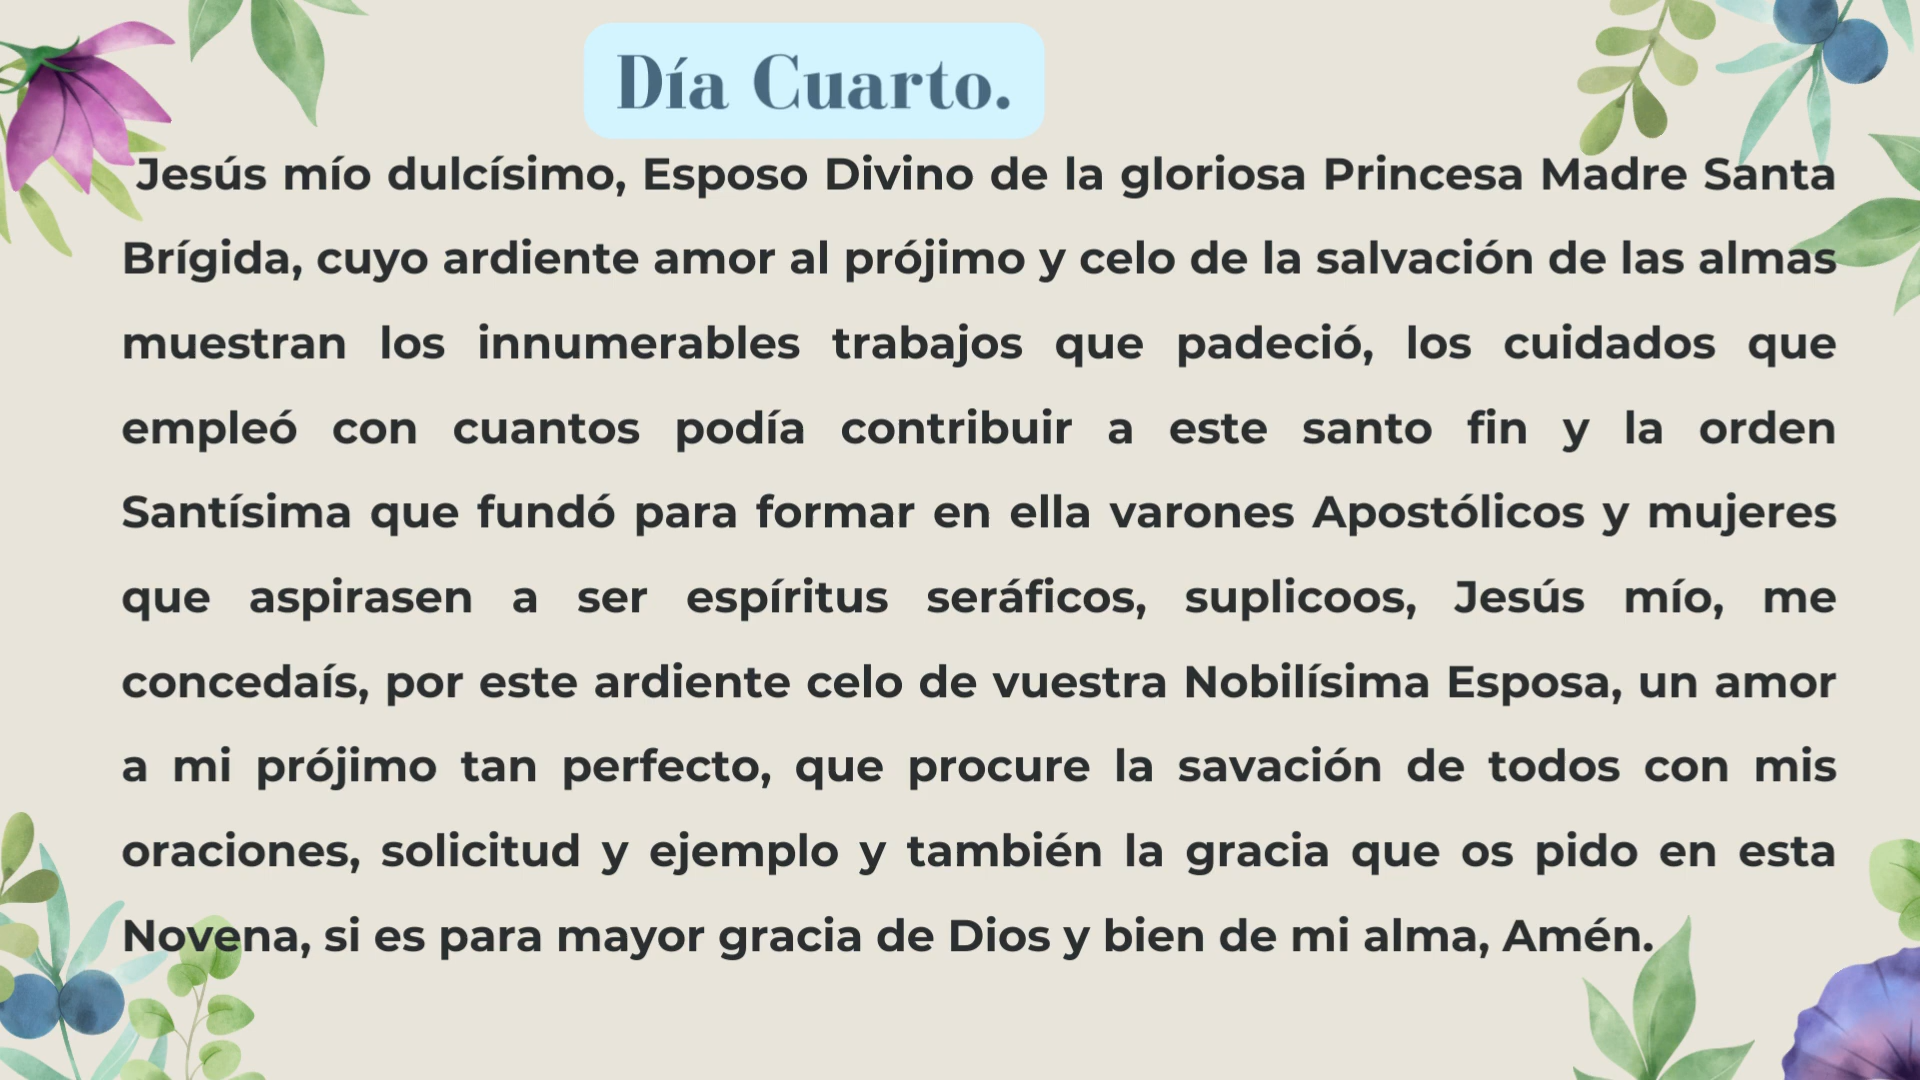 Día Cuarto.
Jesús mío dulcísimo, Esposo Divino de la gloriosa Princesa Madre Santa
Brígida, cuyo ardiente amor al prójimo y celo de la salvación de las almas
muestran los innumerables trabajos que padeció, los cuidados que
empleó con cuantos podía contribuir a este santo fin y la orden
Santísima que fundó para formar en ella varones Apostólicos y mujeres
que aspirasen a ser espíritus seráficos, suplicoos, Jesús mío, me
concedaís, por este ardiente celo de vuestra Nobilísima Esposa, un amor
a mi prójimo tan perfecto, que procure la savación de todos con mis
oraciones, solicitud y ejemplo y también la gracia que os pido en esta
Novena, si es para mayor gracia de Dios y bien de mi alma, Amén.